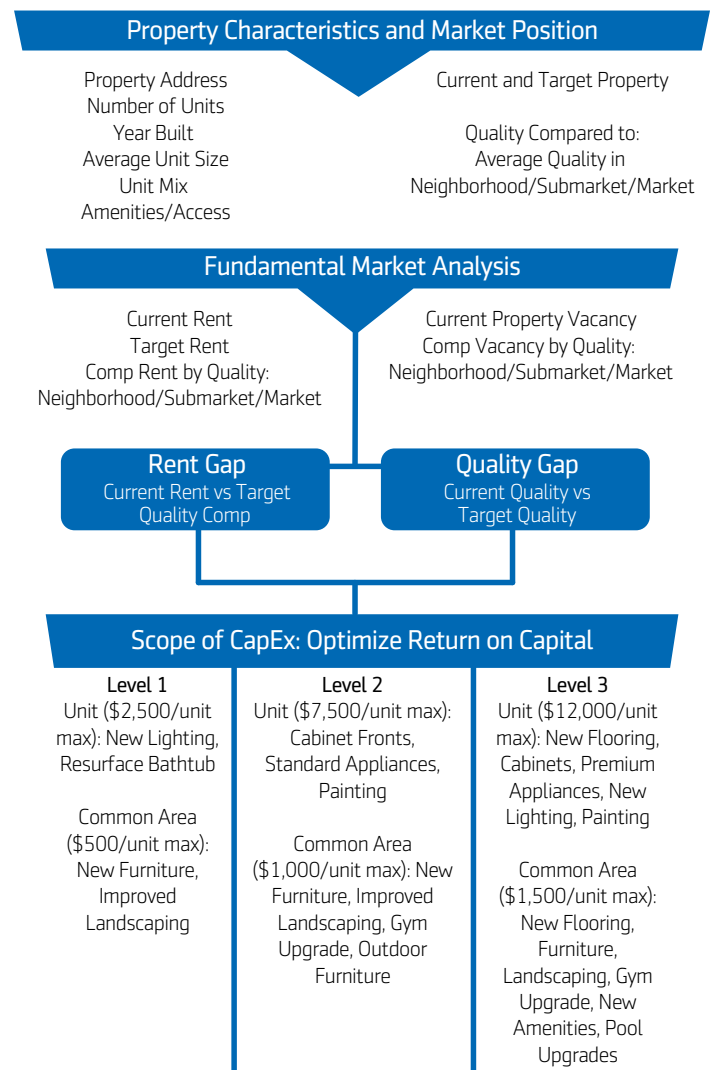 Property Characteristics and Market Position
Property Address
Number of Units
Year Built
Average Unit Size
Unit Mix
Amenities/Access
Current and Target Property
Quality Compared to:
Average Quality in
Neighborhood/Submarket/Market
Fundamental Market Analysis
Current Rent
Target Rent
Comp Rent by Quality:
Neighborhood/Submarket/Market
Current Property Vacancy
Comp Vacancy by Quality:
Neighborhood/Submarket/Market
Rent Gap
Current Rent vs Target
Quality Comp
Quality Gap
Current Quality vs
Target Quality
Scope of CapEx: Optimize Return on Capital
Level 1
Unit ($2,500/unit
max): New Lighting,
Resurface Bathtub
Common Area
($500/unit max):
New Furniture,
Improved
Landscaping
Level 2
Unit ($7,500/unit max):
Cabinet Fronts,
Standard Appliances,
Painting
Common Area
($1,000/unit max): New
Furniture, Improved
Landscaping, Gym
Upgrade, Outdoor
Furniture
Level 3
Unit ($12,000/unit
max): New Flooring,
Cabinets, Premium
Appliances, New
Lighting, Painting
Common Area
($1,500/unit max):
New Flooring,
Furniture,
Landscaping, Gym
Upgrade, New
Amenities, Pool
Upgrades